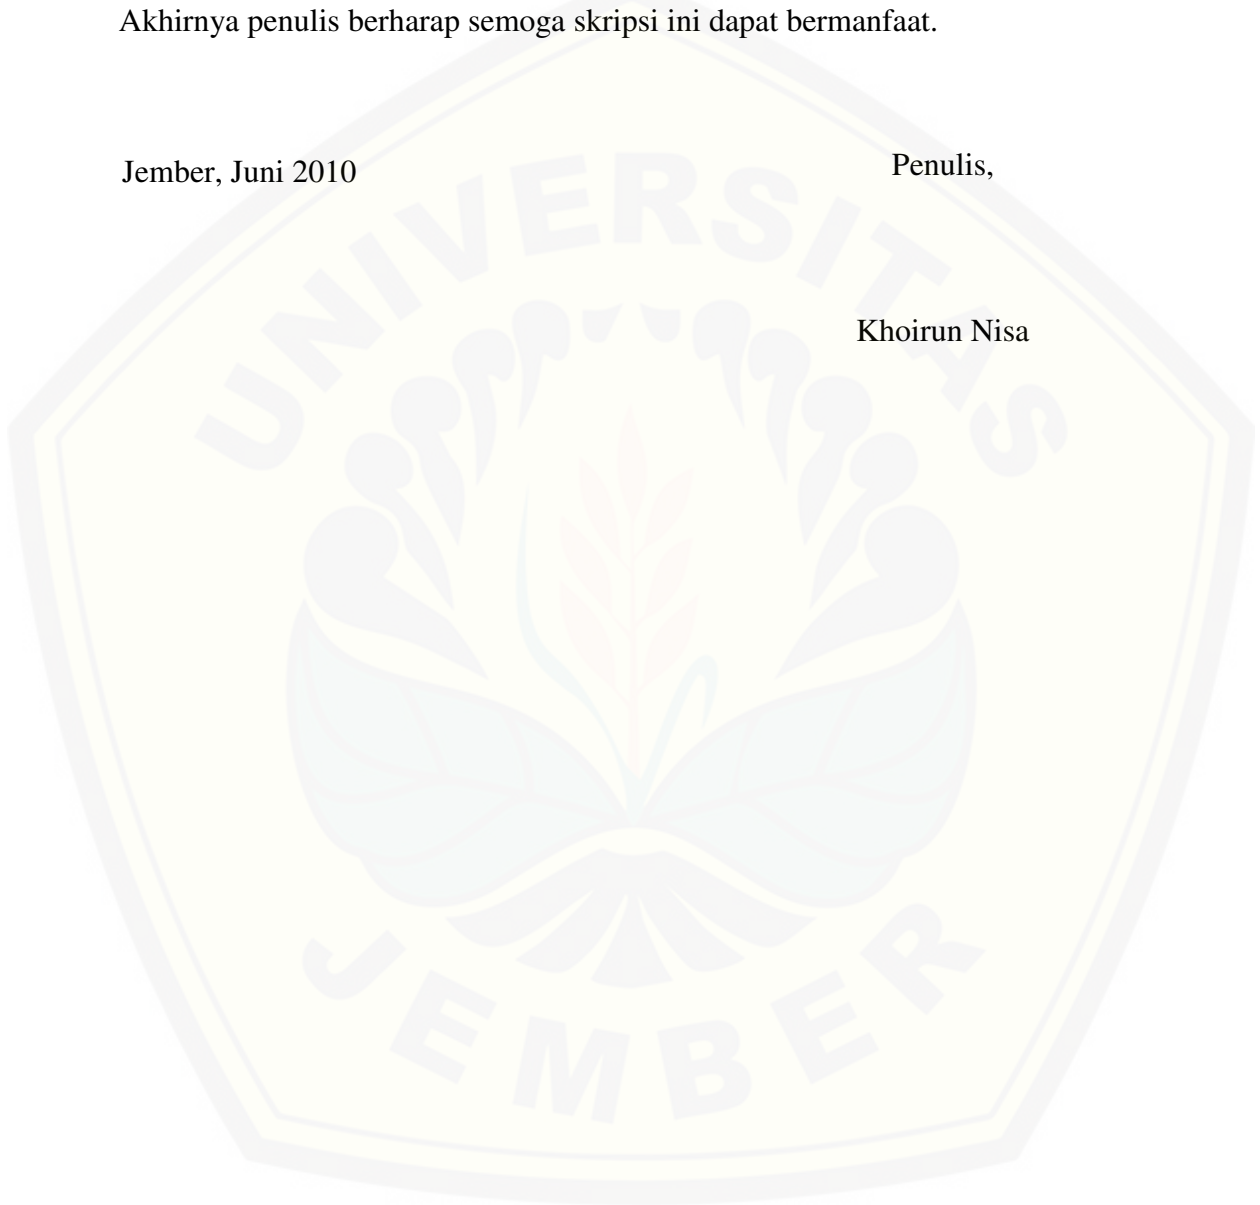 Akhirnya penulis berharap semoga skripsi ini dapat bermanfaat.
Jember, Juni 2010
Penulis,
Khoirun Nisa
UNIVERSITAS
JEMBER